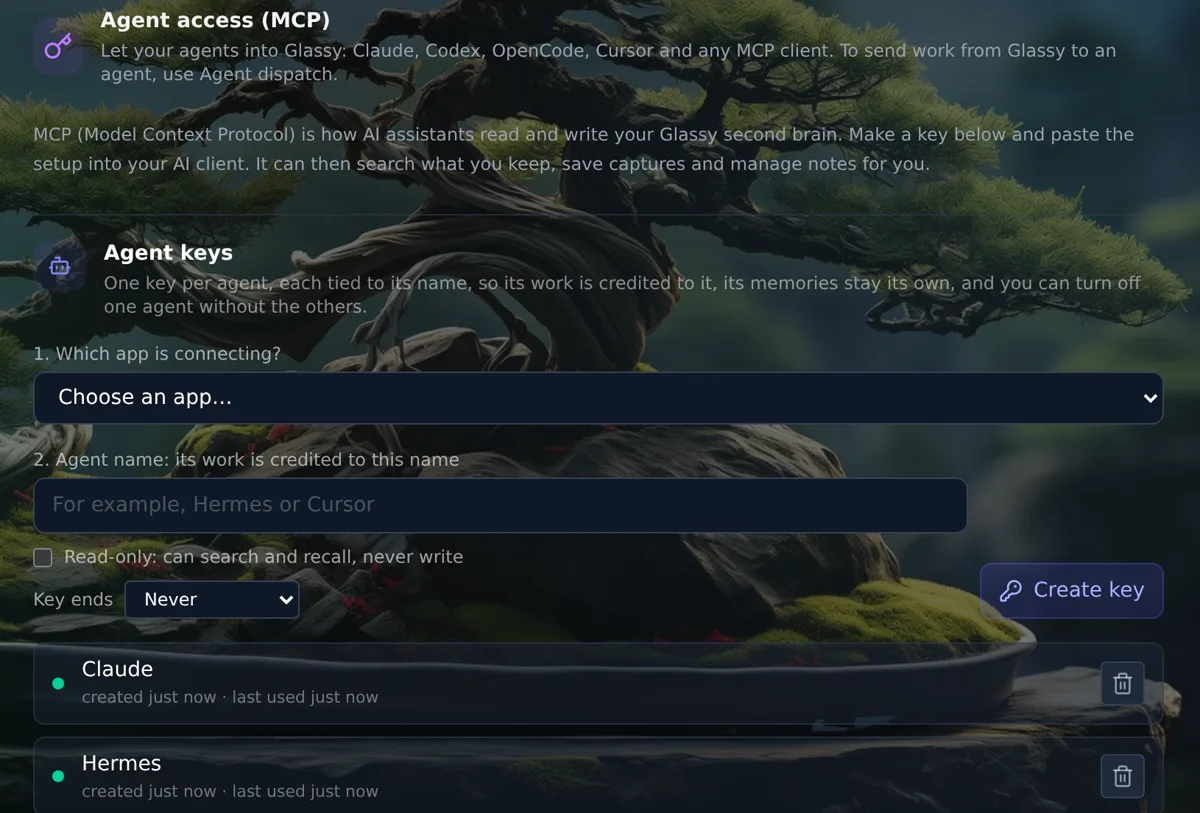 Agent access (MCP)
Let your agents into Glassy: Claude, Codex, OpenCode, Cursor and any MCP client. To send work from Glassy to an
agent, use Agent dispatch.
MCP (Model Context Protocol) is how AI assistants read and write your Glassy second brain. Make a key below and paste the
setup into your AI client. It can then search what you keep, save captures and manage notes for you.
Agent keys
One key per agent, each tied to its name, so its work is credited to it, its memories stay its own, and you can turn off
one agent without the others.
1. Which app is connecting?
Choose an app...
2. Agent name: its work is credited to this name
For example, Hermes or Cursor
Read-only: can search and recall, never write
Key ends
Never
Create key
Claude
created just now · last used just now
Hermes
created just now · last used just now